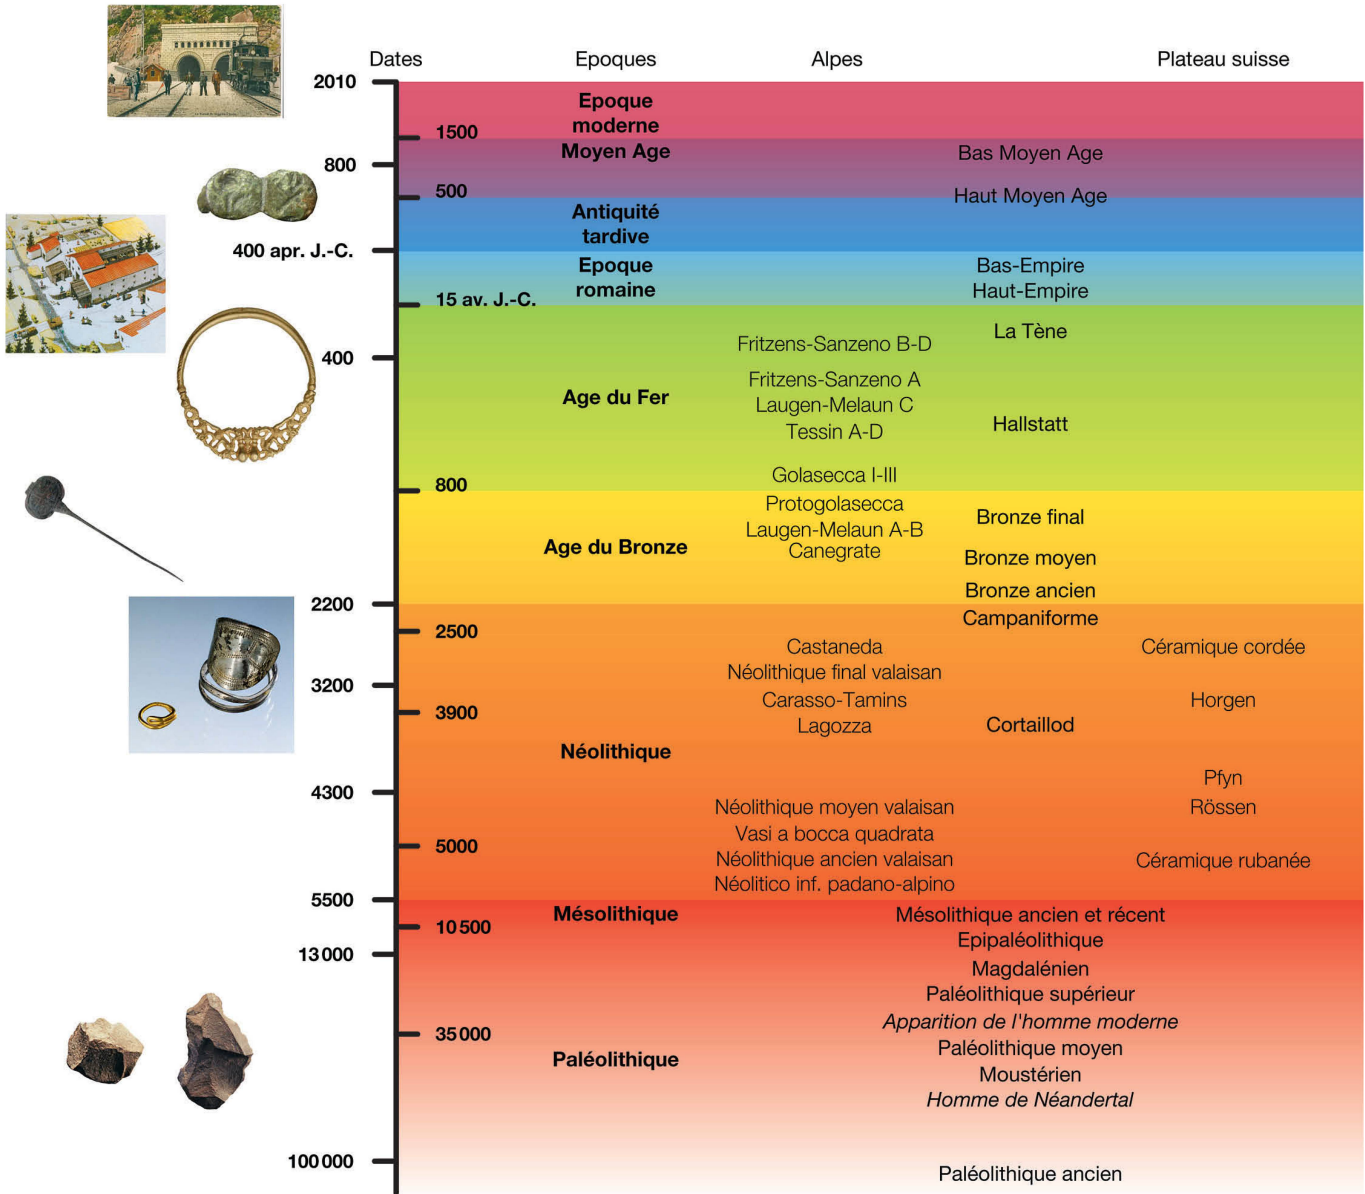 Dates Epoques Alpes Plateau suisse
2010
Epoque
moderne
1500
Moyen Age Bas Moyen Age
800
500 Haut Moyen Age
Antiquité
tardive
400 apr. J.-C.
Epoque Bas-Empire
romaine Haut-Empire
15 av. J.-C.
La Tène
Fritzens-Sanzeno B-D
400
Fritzens-Sanzeno A
Age du Fer
Laugen-Melaun C
Hallstatt
Tessin A-D
Golasecca I-III
800
Protogolasecca
Bronze final
Laugen-Melaun A-B
Age du Bronze
Canegrate
Bronze moyen
Bronze ancien
2200
Campaniforme
2500
Castaneda Céramique cordée
Néolithique final valaisan
3200
Carasso-Tamins Horgen
3900
Lagozza Cortaillod
Néolithique
Pfyn
4300
Néolithique moyen valaisan Rössen
Vasi a bocca quadrata
5000
Néolithique ancien valaisan Céramique rubanée
Néolitico inf. padano-alpino
5500
Mésolithique Mésolithique ancien et récent
10 500
Epipaléolithique
13 000
Magdalénien
Paléolithique supérieur
Apparition de l'homme moderne
35 000
Paléolithique moyen
Paléolithique
Moustérien
Homme de Néandertal
100 000
Paléolithique ancien